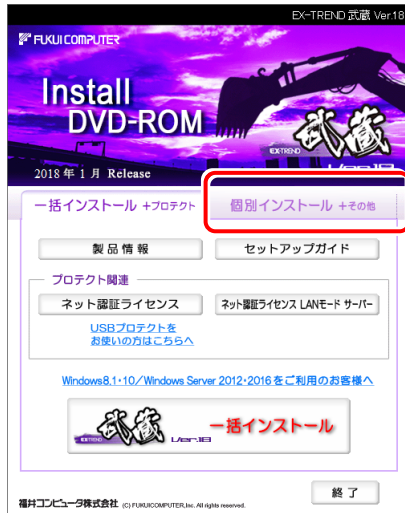 EX-TREND 武蔵 Ver.18
FUKUI COMPUTER
Install
DVD-ROM
EX-TREND 武蔵
Ver.18
2018 年 1 月 Release
一括インストール +プロテクト
個別インストール +その他
製品情報
セットアップガイド
プロテクト関連
ネット認証ライセンス
ネット認証ライセンス LANモード サーバー
USBプロテクトを
お使いの方はこちらへ
Windows8.1・10/Windows Server 2012・2016をご利用のお客様へ
EX-TREND 武蔵 Ver.18 一括インストール
終了
福井コンピュータ株式会社 (C) FUKUICOMPUTER, Inc. All rights reserved.